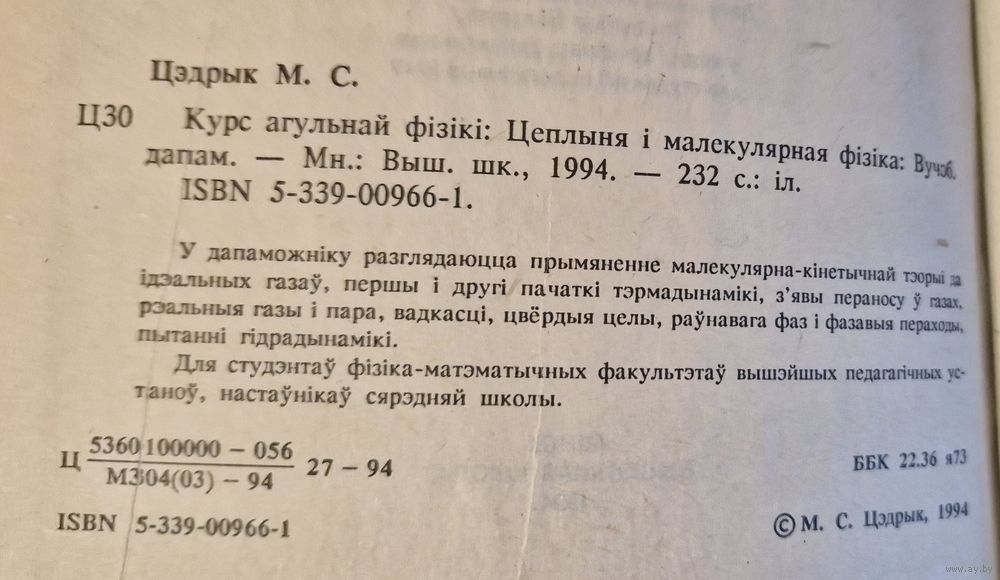 Цэдрык М. С.
Ц30 Курс агульнай фізікі: Цеплыня і малекулярная фізіка: Вучэб.
дапам. — Мн.: Выш. шк., 1994. — 232 с.: іл.
ISBN 5-339-00966-1.
У дапаможніку разглядаюцца прымяненне малекулярна-кінетычнай тэорыі да
ідэальных газаў, першы і другі пачаткі тэрмадынамікі, з'явы пераносу ў газах,
рэальныя газы і пара, вадкасці, цвёрдыя целы, раўнавага фаз і фазавыя пераходы,
пытанні гідрадынамікі.
Для студэнтаў фізіка-матэматычных факультэтаў вышэйшых педагагічных ус-
таноў, настаўнікаў сярэдняй школы.
Ц 5360100000 — 056
М304(03) — 94 27 — 94
ББК 22.36 я73
ISBN 5-339-00966-1
© М. С. Цэдрык, 1994
www.ay.by